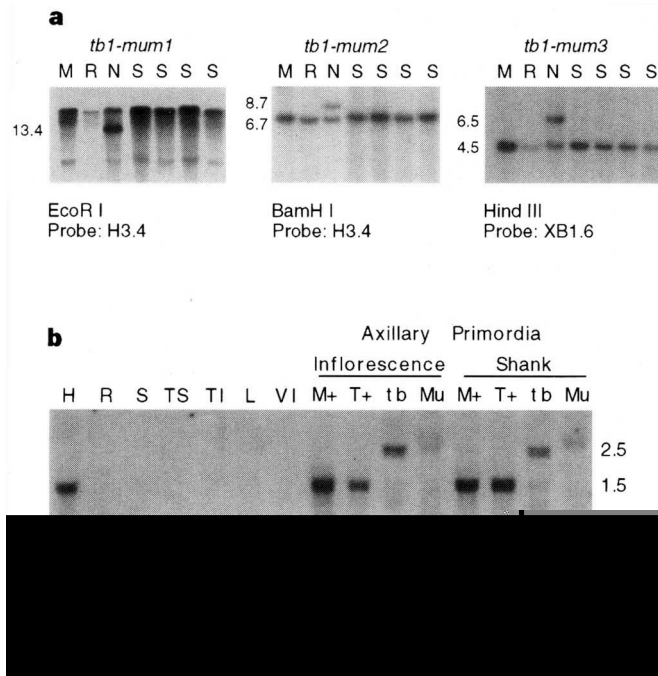 a
tb1-mum1 tb1-mum2 tb1-mum3
M R N S S S S M R N S S S S M R N S S S S
13.4 8.7 6.7 6.5 4.5
EcoR I BamH I Hind III
Probe: H3.4 Probe: H3.4 Probe: XB1.6
b
Axillary Primordia
Inflorescence Shank
H R S TS TI L VI M+ T+ tb Mu M+ T+ tb Mu
2.5
1.5